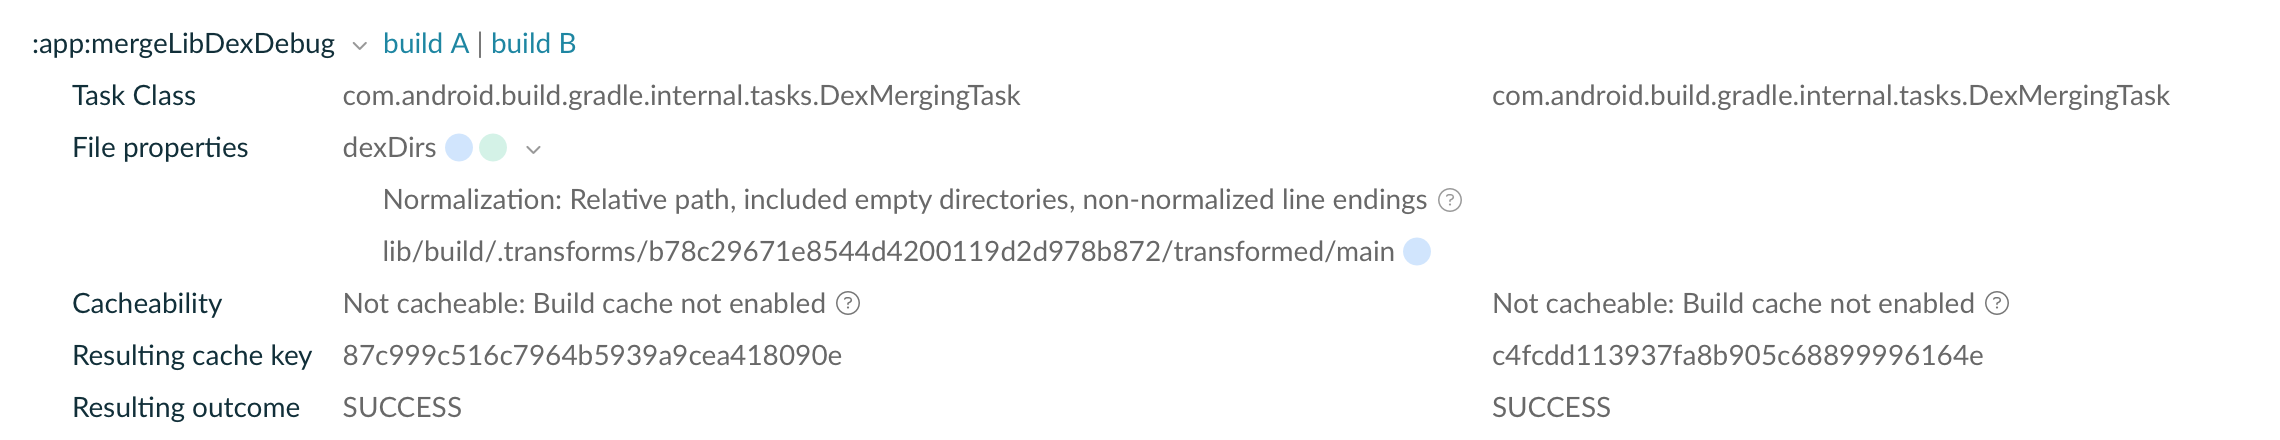 :app:mergeLibDexDebug build A | build B
Task Class com.android.build.gradle.internal.tasks.DexMergingTask com.android.build.gradle.internal.tasks.DexMergingTask
File properties dexDirs
Normalization: Relative path, included empty directories, non-normalized line endings ?
lib/build/.transforms/b78c29671e8544d4200119d2d978b872/transformed/main
Cacheability Not cacheable: Build cache not enabled ? Not cacheable: Build cache not enabled ?
Resulting cache key 87c999c516c7964b5939a9cea418090e c4fcdd113937fa8b905c68899996164e
Resulting outcome SUCCESS SUCCESS